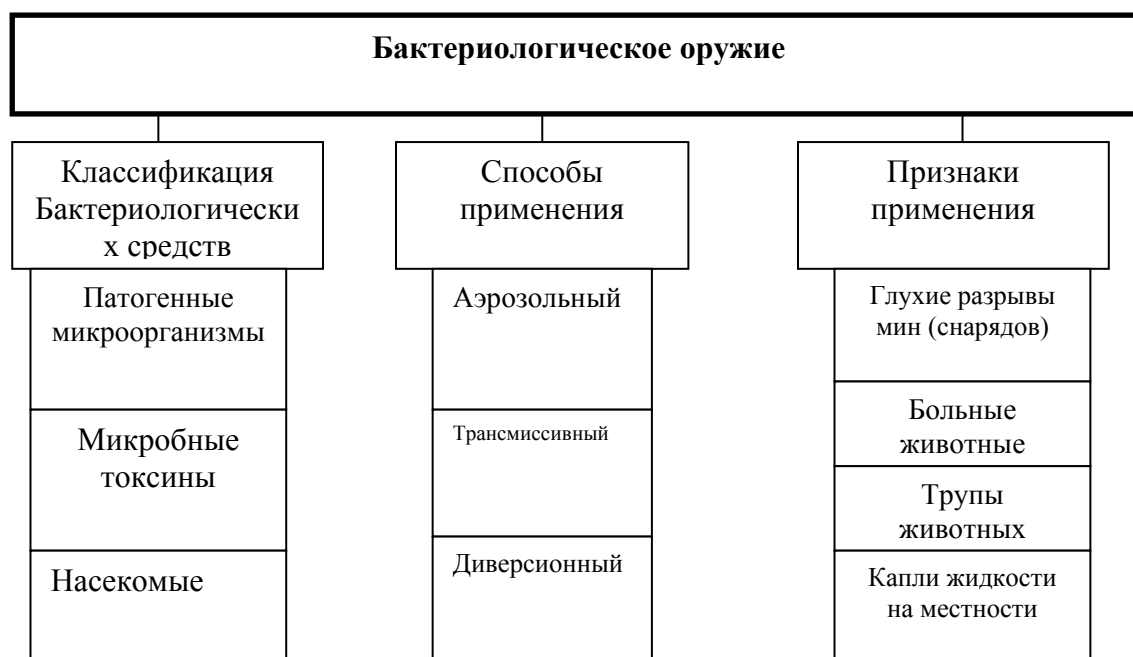 Бактериологическое оружие
Классификация
Бактериологически
х средств
Патогенные
микроорганизмы
Микробные
токсины
Насекомые
Способы
применения
Аэрозольный
Трансмиссивный
Диверсионный
Признаки
применения
Глухие разрывы
мин (снарядов)
Больные
животные
Трупы
животных
Капли жидкости
на местности